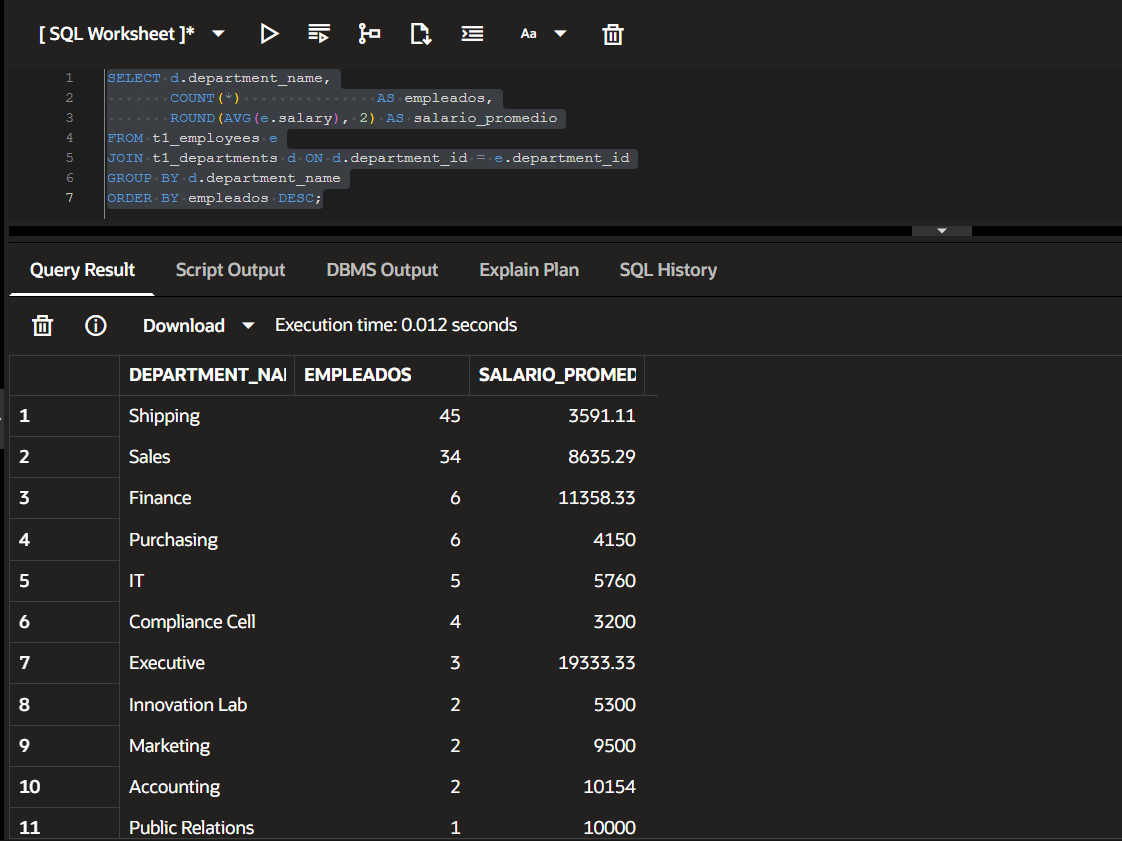 [ SQL Worksheet ]* Aa
1 SELECT d.department_name,
2 COUNT(*) AS empleados,
3 ROUND(AVG(e.salary), 2) AS salario_promedio
4 FROM t1_employees e
5 JOIN t1_departments d ON d.department_id = e.department_id
6 GROUP BY d.department_name
7 ORDER BY empleados DESC;
Query Result Script Output DBMS Output Explain Plan SQL History
Download Execution time: 0.012 seconds
DEPARTMENT_NAI EMPLEADOS SALARIO_PROMED
1 Shipping 45 3591.11
2 Sales 34 8635.29
3 Finance 6 11358.33
4 Purchasing 6 4150
5 IT 5 5760
6 Compliance Cell 4 3200
7 Executive 3 19333.33
8 Innovation Lab 2 5300
9 Marketing 2 9500
10 Accounting 2 10154
11 Public Relations 1 10000